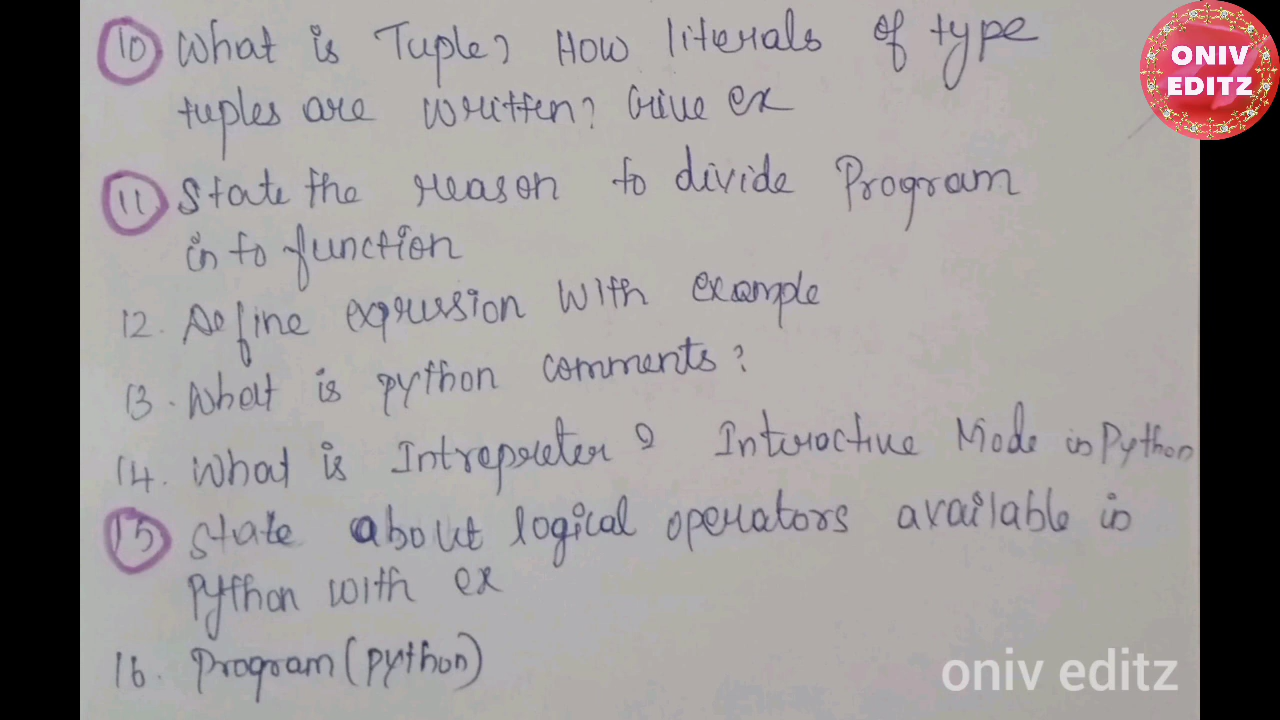 10 What is Tuple? How literals of type
tuples are written? Give ex
11 State the reason to divide Program
in to function
12. Define expression with example
13. What is python comments?
14. What is Intrepreter? Interactive Mode in Python
15 State about logical operators available in
Python with ex
16. Program (python)
ONIV
EDITZ
oniv editz